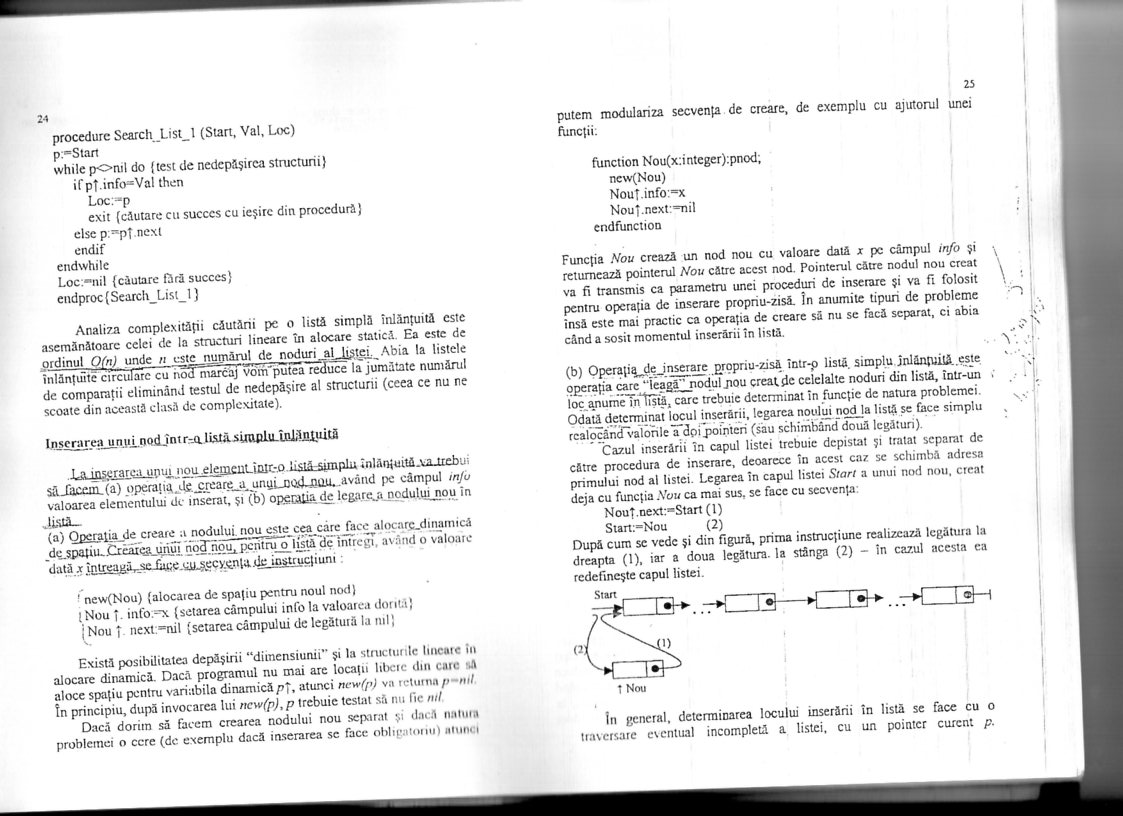 24
procedure Search_List_1 (Start, Val, Loc)
p:=Start
while p<>nil do {test de nedepăşirea structurii}
if p↑.info=Val then
Loc:=p
exit {căutare cu succes cu ieşire din procedură}
else p:=p↑.next
endif
endwhile
Loc:=nil {căutare fără succes}
endproc{Search_List_1}
Analiza complexităţii căutării pe o listă simplă înlănţuită este
asemănătoare celei de la structuri lineare în alocare statică. Ea este de
ordinul O(n) unde n este numărul de noduri al listei. Abia la listele
înlănţuite circulare cu nod marcaj vom putea reduce la jumătate numărul
de comparaţii eliminând testul de nedepăşire al structurii (ceea ce nu ne
scoate din această clasă de complexitate).
Inserarea unui nod într-o listă simplu înlănţuită
La inserarea unui nou element într-o listă simplu înlănţuită va trebui
să facem (a) operaţia de creare a unui nod nou, având pe câmpul info
valoarea elementului de inserat, şi (b) operaţia de legare a nodului nou în
listă.
(a) Operaţia de creare a nodului nou este cea care face alocare dinamică
de spaţiu. Crearea unui nod nou, pentru o listă de întregi, având o valoare
dată x întreagă, se face cu secvenţa de instrucţiuni :
new(Nou) {alocarea de spaţiu pentru noul nod}
Nou ↑. info:=x {setarea câmpului info la valoarea dorită}
Nou ↑. next:=nil {setarea câmpului de legătură la nil}
Există posibilitatea depăşirii “dimensiunii” şi la structurile lineare în
alocare dinamică. Dacă programul nu mai are locaţii libere din care să
aloce spaţiu pentru variabila dinamică p↑, atunci new(p) va returna p=nil.
În principiu, după invocarea lui new(p), p trebuie testat să nu fie nil.
Dacă dorim să facem crearea nodului nou separat şi dacă natura
problemei o cere (de exemplu dacă inserarea se face obligatoriu) atunci
25
putem modulariza secvenţa de creare, de exemplu cu ajutorul unei
funcţii:
function Nou(x:integer):pnod;
new(Nou)
Nou↑.info:=x
Nou↑.next:=nil
endfunction
Funcţia Nou crează un nod nou cu valoare dată x pe câmpul info şi
returnează pointerul Nou către acest nod. Pointerul către nodul nou creat
va fi transmis ca parametru unei proceduri de inserare şi va fi folosit
pentru operaţia de inserare propriu-zisă. În anumite tipuri de probleme
însă este mai practic ca operaţia de creare să nu se facă separat, ci abia
când a sosit momentul inserării în listă.
(b) Operaţia de inserare propriu-zisă într-o listă simplu înlănţuită este
operaţia care “leagă” nodul nou creat de celelalte noduri din listă, într-un
loc anume în listă, care trebuie determinat în funcţie de natura problemei.
Odată determinat locul inserării, legarea noului nod la listă se face simplu
realocând valorile a doi pointeri (sau schimbând două legături).
Cazul inserării în capul listei trebuie depistat şi tratat separat de
către procedura de inserare, deoarece în acest caz se schimbă adresa
primului nod al listei. Legarea în capul listei Start a unui nod nou, creat
deja cu funcţia Nou ca mai sus, se face cu secvenţa:
Nou↑.next:=Start (1)
Start:=Nou (2)
După cum se vede şi din figură, prima instrucţiune realizează legătura la
dreapta (1), iar a doua legătura la stânga (2) – în cazul acesta ea
redefineşte capul listei.
Start
...
...
(2)
(1)
↑ Nou
În general, determinarea locului inserării în listă se face cu o
traversare eventual incompletă a listei, cu un pointer curent p.